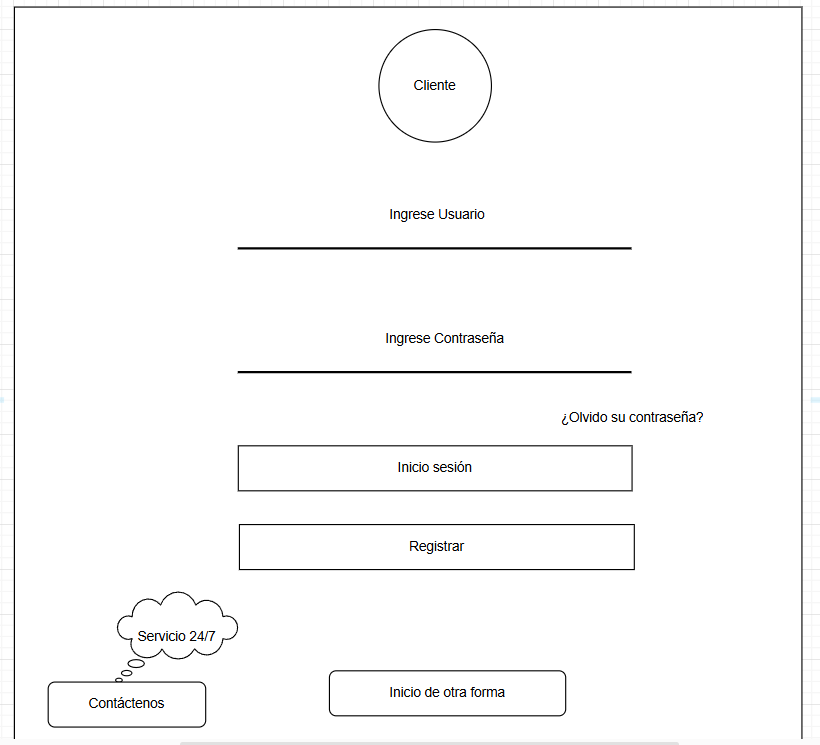 Cliente
Ingrese Usuario
Ingrese Contraseña
¿Olvido su contraseña?
Inicio sesión
Registrar
Servicio 24/7
Contáctenos
Inicio de otra forma